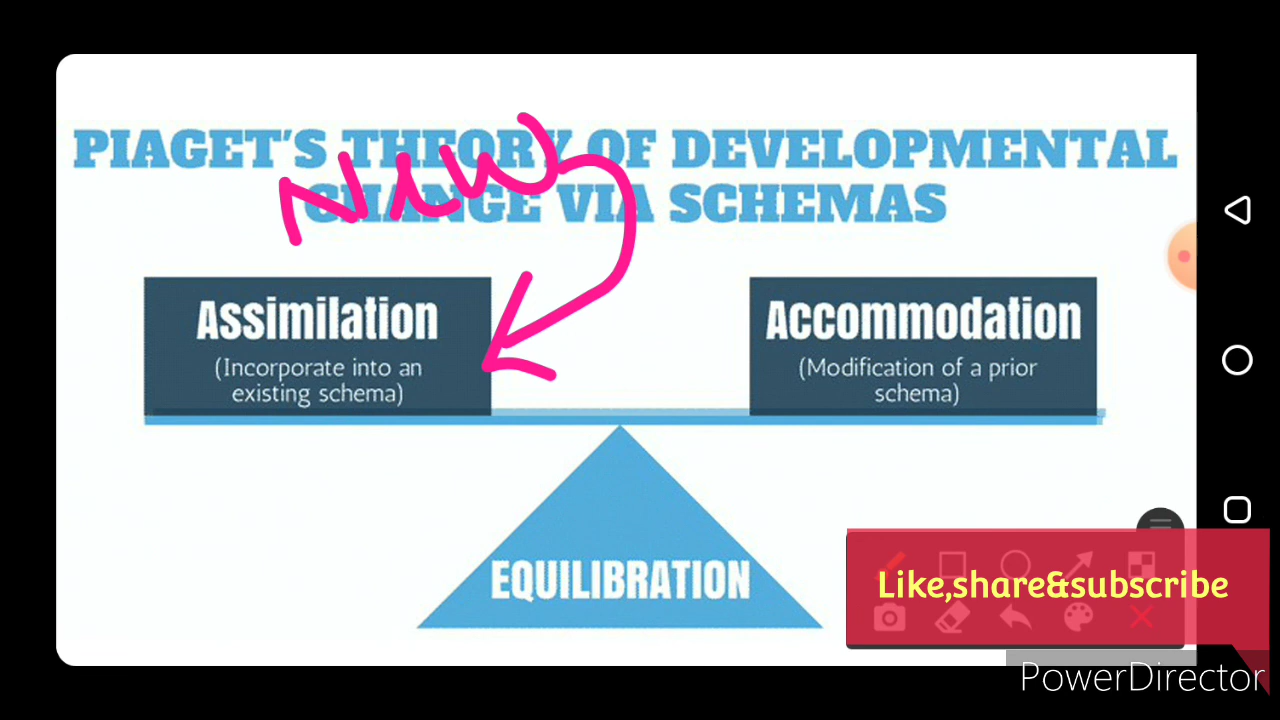 PIAGET'S THEORY OF DEVELOPMENTAL
CHANGE VIA SCHEMAS
New
Assimilation
(Incorporate into an
existing schema)
Accommodation
(Modification of a prior
schema)
EQUILIBRATION
Like,share&subscribe
PowerDirector